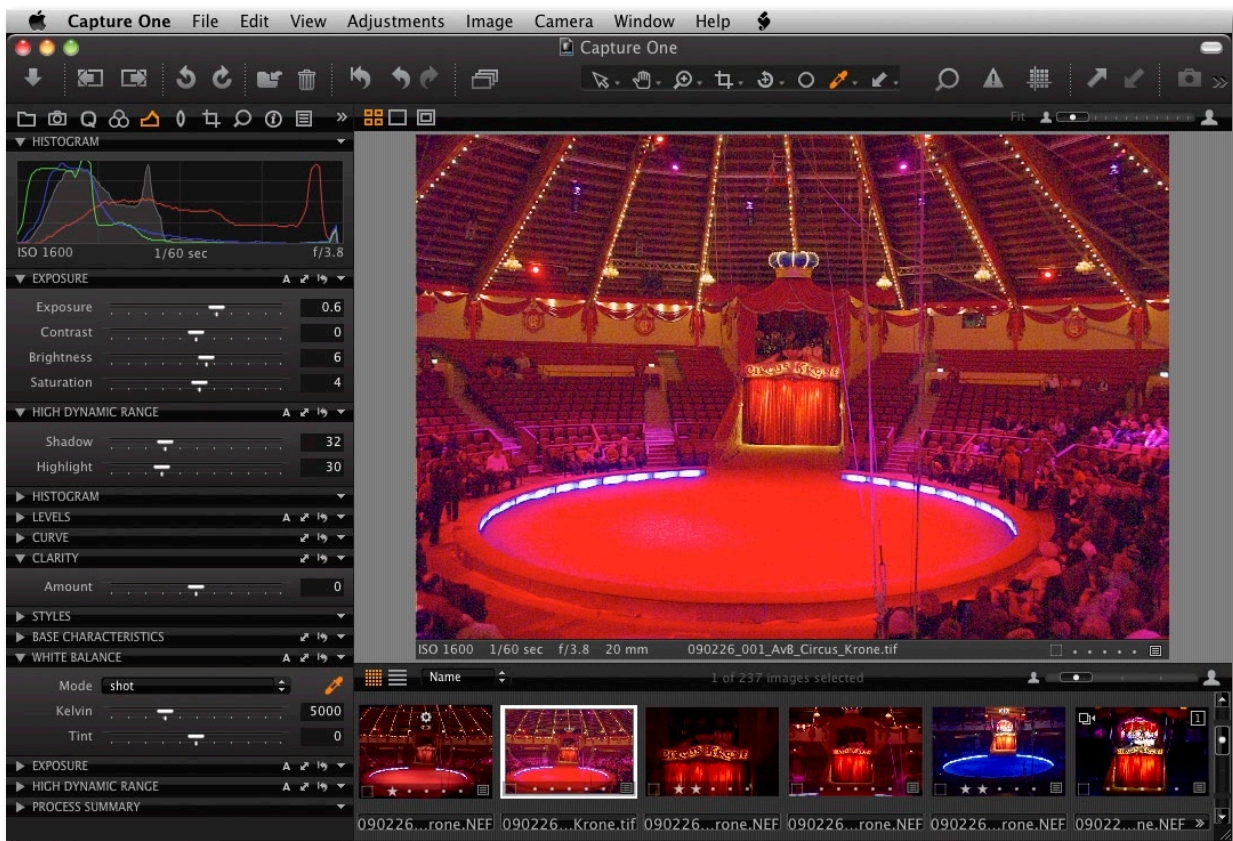 Capture One File Edit View Adjustments Image Camera Window Help
Capture One
Fit
HISTOGRAM
ISO 1600 1/60 sec f/3.8
EXPOSURE A
Exposure 0.6
Contrast 0
Brightness 6
Saturation 4
HIGH DYNAMIC RANGE A
Shadow 32
Highlight 30
HISTOGRAM
LEVELS A
CURVE A
CLARITY
Amount 0
STYLES
BASE CHARACTERISTICS
WHITE BALANCE A
Mode shot
Kelvin 5000
Tint 0
EXPOSURE A
HIGH DYNAMIC RANGE A
PROCESS SUMMARY
CIRCUS KRONE
ISO 1600 1/60 sec f/3.8 20 mm 090226_001_AvB_Circus_Krone.tif
Name 1 of 237 images selected
CIRCUS KRONE
1
090226...rone.NEF 090226...Krone.tif 090226...rone.NEF 090226...rone.NEF 090226...rone.NEF 09022...ne.NEF »